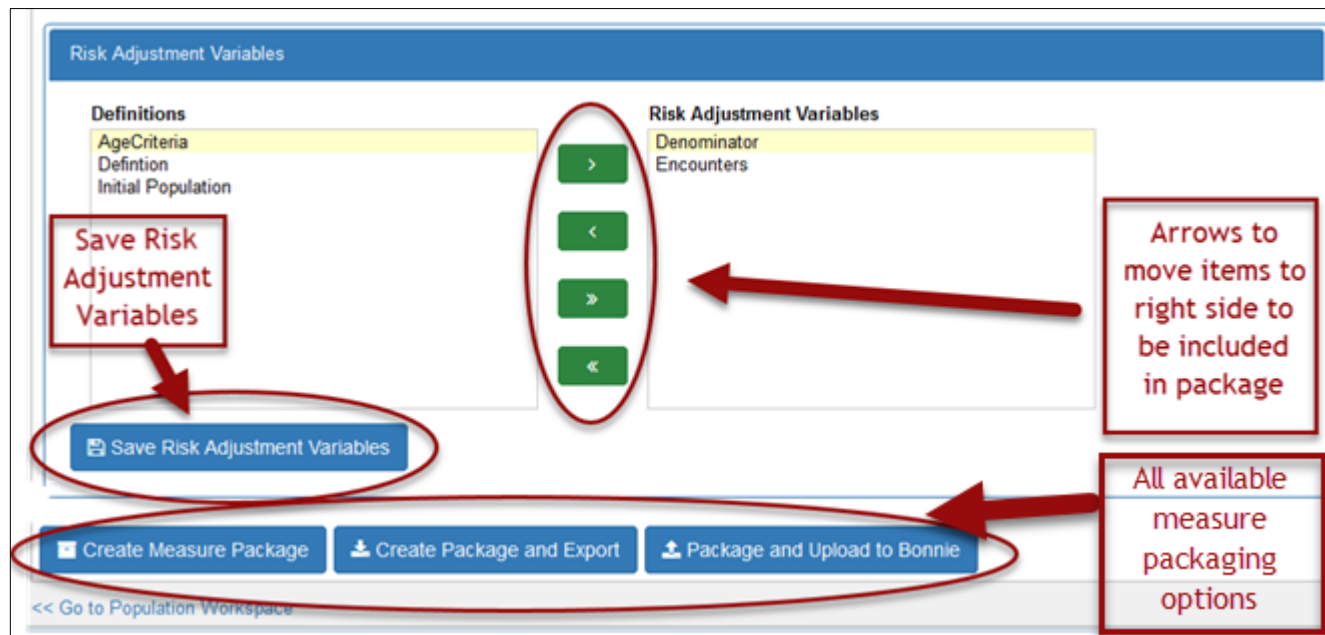 Risk Adjustment Variables
Definitions
AgeCriteria
Defintion
Initial Population
>
<
»
«
Risk Adjustment Variables
Denominator
Encounters
Save Risk
Adjustment
Variables
Arrows to
move items to
right side to
be included
in package
Save Risk Adjustment Variables
All available
measure
packaging
options
Create Measure Package
Create Package and Export
Package and Upload to Bonnie
<< Go to Population Workspace